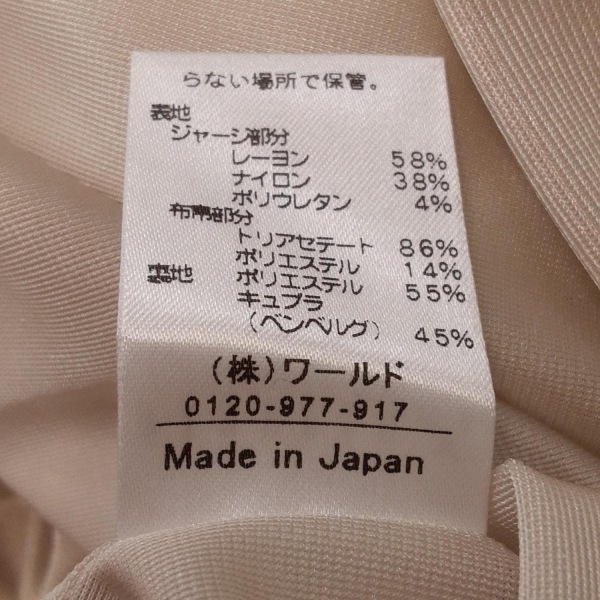 らない場所で保管。
表地
ジャージ部分
レーヨン 58%
ナイロン 38%
ポリウレタン 4%
布帛部分
トリアセテート 86%
ポリエステル 14%
裏地 ポリエステル 55%
キュプラ
(ベンベルグ) 45%
(株)ワールド
0120-977-917
Made in Japan